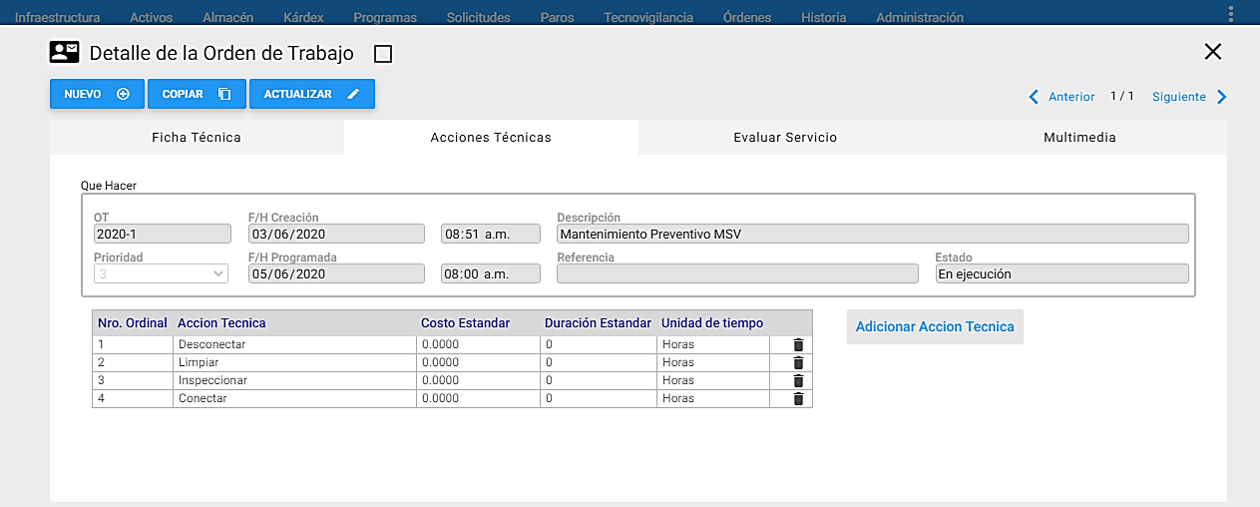 Infraestructura Activos Almacén Kárdex Programas Solicitudes Paros Tecnovigilancia Órdenes Historia Administración
Detalle de la Orden de Trabajo
NUEVO COPIAR ACTUALIZAR
Anterior 1 / 1 Siguiente
Ficha Técnica Acciones Técnicas Evaluar Servicio Multimedia
Que Hacer
OT F/H Creación Descripción
2020-1 03/06/2020 08:51 a.m. Mantenimiento Preventivo MSV
Prioridad F/H Programada Referencia Estado
3 05/06/2020 08:00 a.m. En ejecución
Nro. Ordinal Accion Tecnica Costo Estandar Duración Estandar Unidad de tiempo
Adicionar Accion Tecnica
1 Desconectar 0.0000 0 Horas
2 Limpiar 0.0000 0 Horas
3 Inspeccionar 0.0000 0 Horas
4 Conectar 0.0000 0 Horas